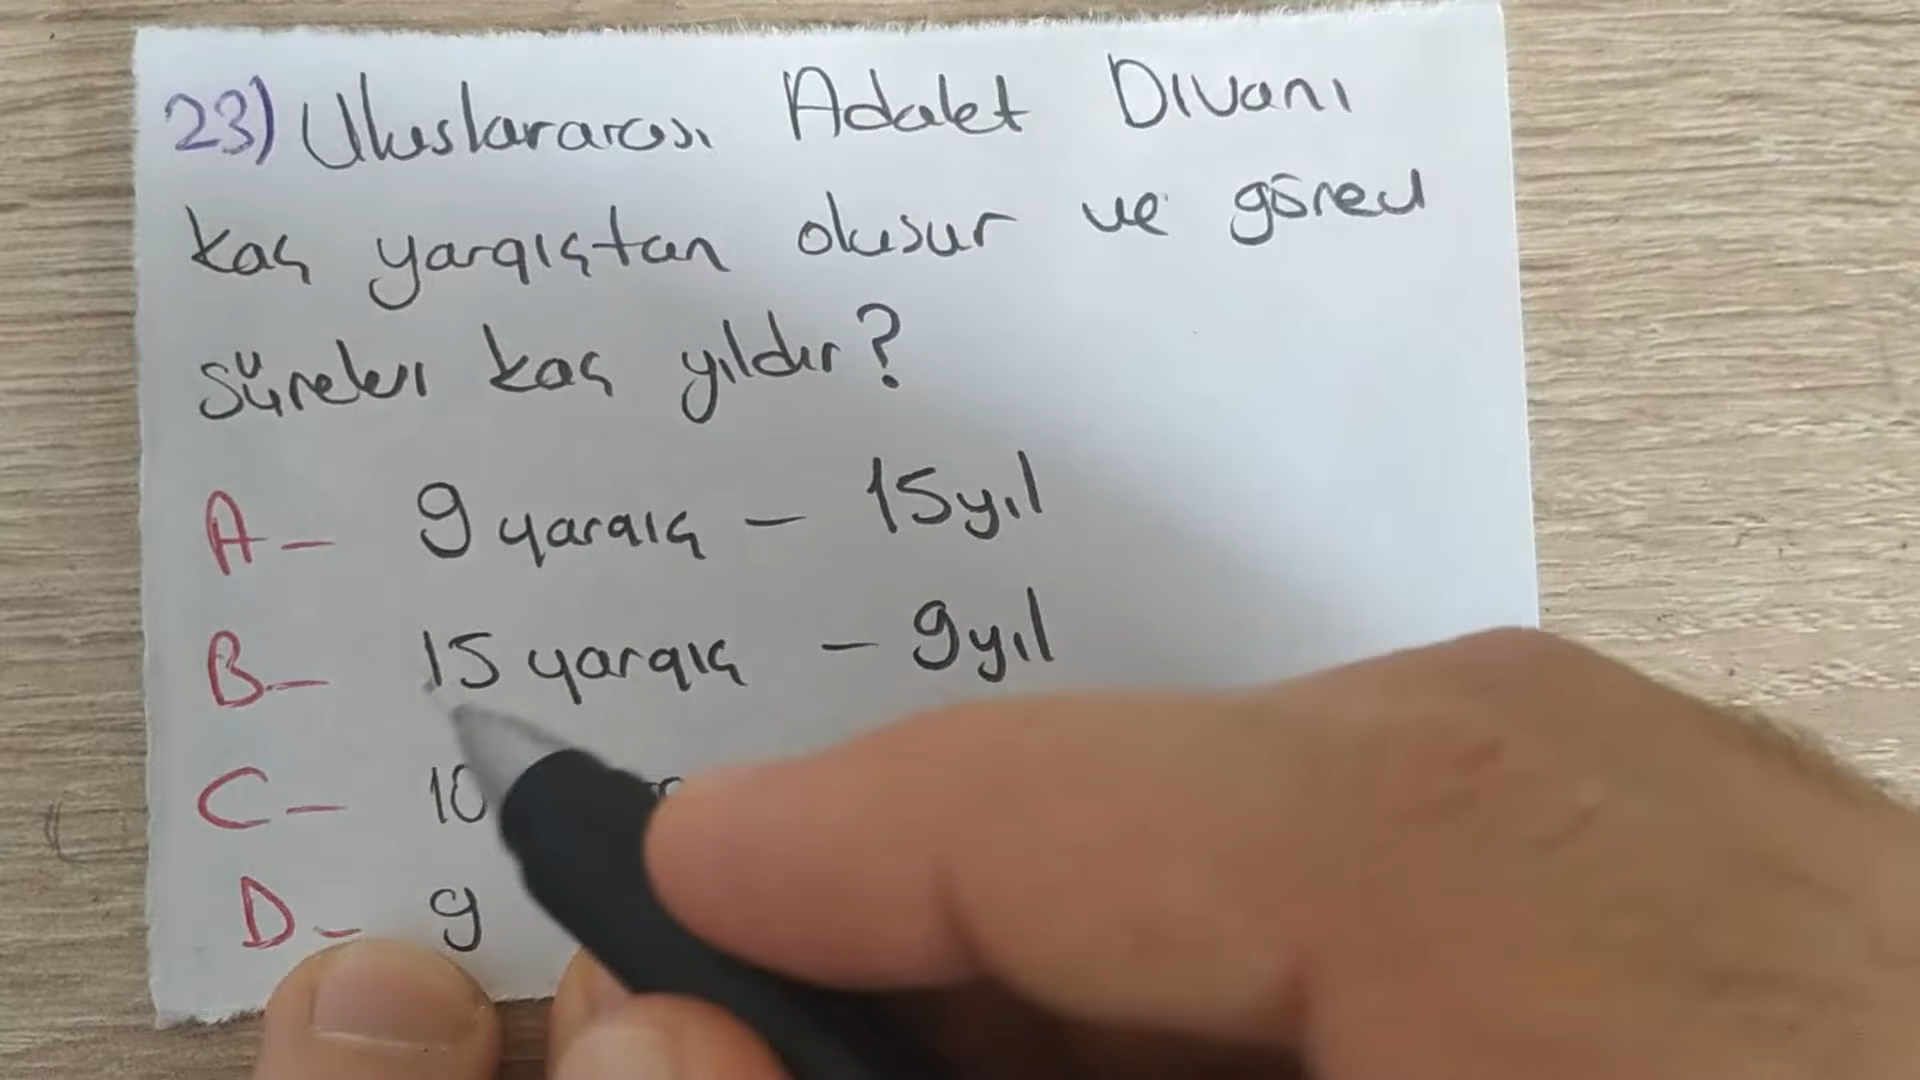 23) Uluslararası Adalet Divanı
kaç yargıçtan oluşur ve görev
süreleri kaç yıldır?
A- 9 yargıç - 15 yıl
B- 15 yargıç - 9 yıl
C- 10
D- 9